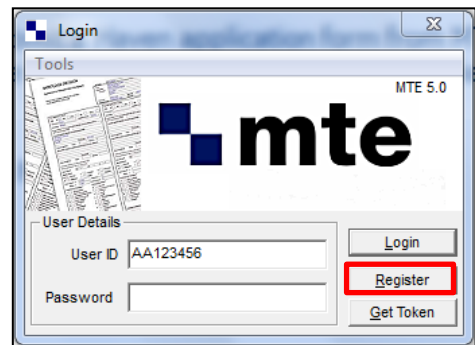 Login
Tools
MTE 5.0
mte
User Details
User ID AA123456
Login
Register
Password
Get Token